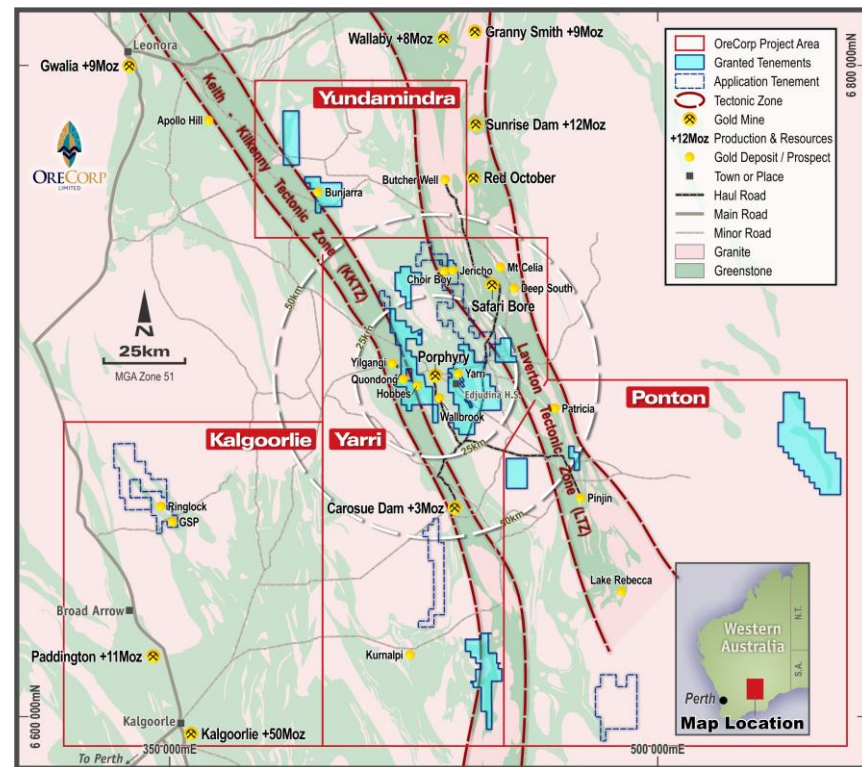 Leonora
Gwalia +9Moz
Wallaby +8Moz
Granny Smith +9Moz
6 800 000mN
ORECORP
LIMITED
Apollo Hill
Keith - Kilkenny Tectonic Zone (KKTZ)
Yundamindra
Sunrise Dam +12Moz
Butcher Well
Red October
Bunjarra
OreCorp Project Area
Granted Tenements
Application Tenement
Tectonic Zone
Gold Mine
+12Moz Production & Resources
Gold Deposit / Prospect
Town or Place
Haul Road
Main Road
Minor Road
Granite
Greenstone
N
25km
MGA Zone 51
50km
25km
Choir Boy
Jericho
Mt Celia
Deep South
Safari Bore
Laverton Tectonic Zone (LTZ)
Yilgangi
Quondong
Hobbes
Porphyry
Yarn
Edjudina H.S.
Wallbrook
Patricia
Ponton
Kalgoorlie
Yarri
25km
50km
Pinjin
Carosue Dam +3Moz
Ringlock
GSP
Lake Rebecca
Broad Arrow
Paddington +11Moz
Kurnalpi
Kalgoorle
Kalgoorlie +50Moz
To Perth
6 600 000mN
350 000mE
500 000mE
Western
Australia
N.T.
S.A.
Perth
Map Location